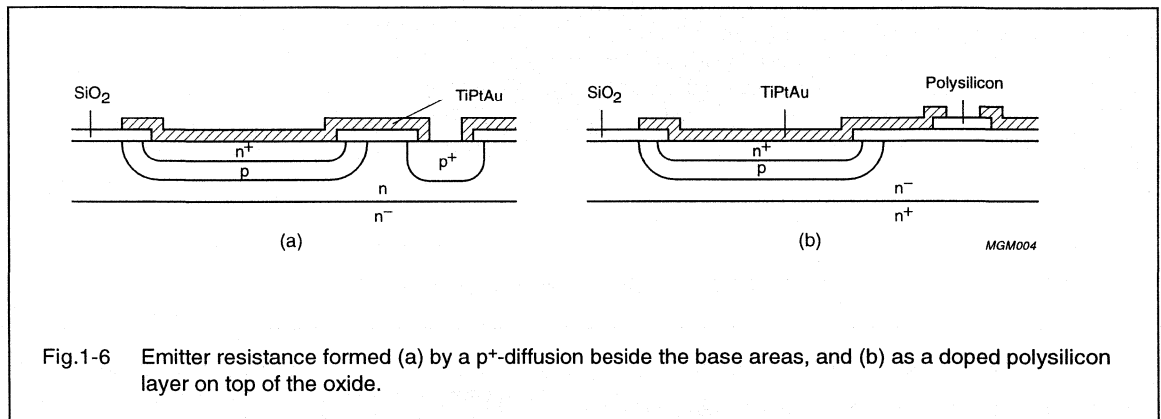 SiO2 TiPtAu
n+
p
p+
n
n−
(a)
SiO2 TiPtAu Polysilicon
n+
p
n−
n+
(b)
MGM004
Fig.1-6 Emitter resistance formed (a) by a p+-diffusion beside the base areas, and (b) as a doped polysilicon
layer on top of the oxide.